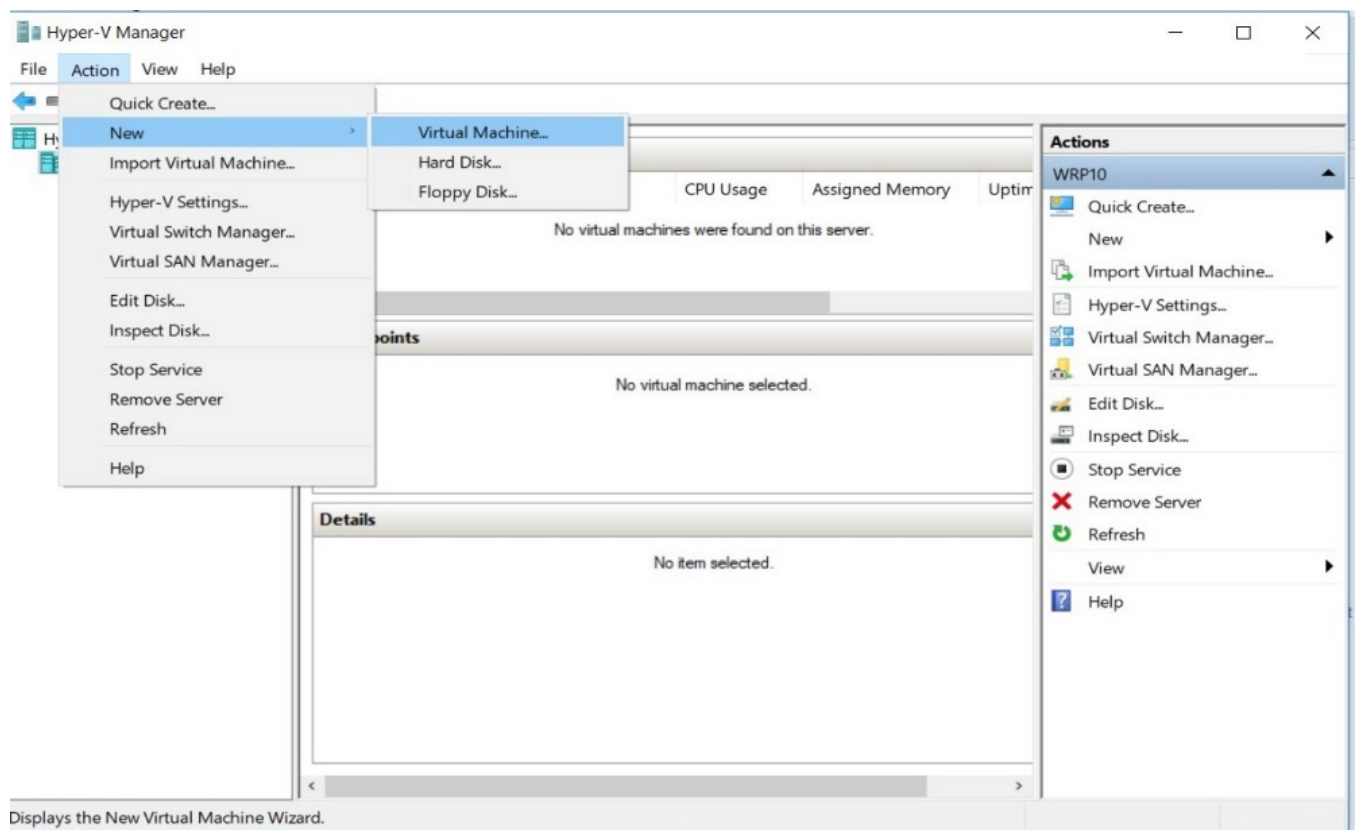 Hyper-V Manager
File Action View Help
Quick Create...
New
Import Virtual Machine...
Hyper-V Settings...
Virtual Switch Manager...
Virtual SAN Manager...
Edit Disk...
Inspect Disk...
Stop Service
Remove Server
Refresh
Help
Virtual Machine...
Hard Disk...
Floppy Disk...
CPU Usage Assigned Memory Uptim
No virtual machines were found on this server.
points
No virtual machine selected.
Details
No item selected.
Actions
WRP10
Quick Create...
New
Import Virtual Machine...
Hyper-V Settings...
Virtual Switch Manager...
Virtual SAN Manager...
Edit Disk...
Inspect Disk...
Stop Service
Remove Server
Refresh
View
Help
Displays the New Virtual Machine Wizard.